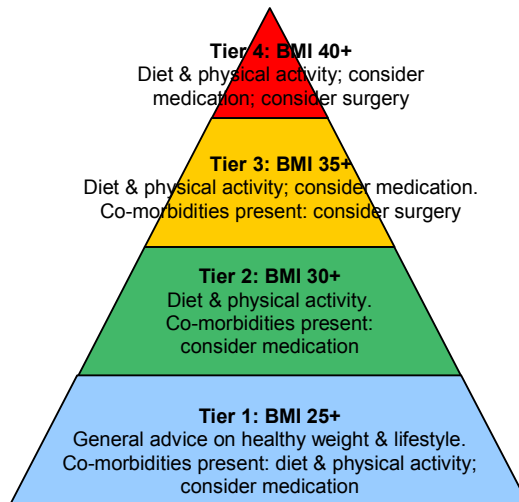 Tier 4: BMI 40+
Diet & physical activity; consider
medication; consider surgery
Tier 3: BMI 35+
Diet & physical activity; consider medication.
Co-morbidities present: consider surgery
Tier 2: BMI 30+
Diet & physical activity.
Co-morbidities present:
consider medication
Tier 1: BMI 25+
General advice on healthy weight & lifestyle.
Co-morbidities present: diet & physical activity;
consider medication